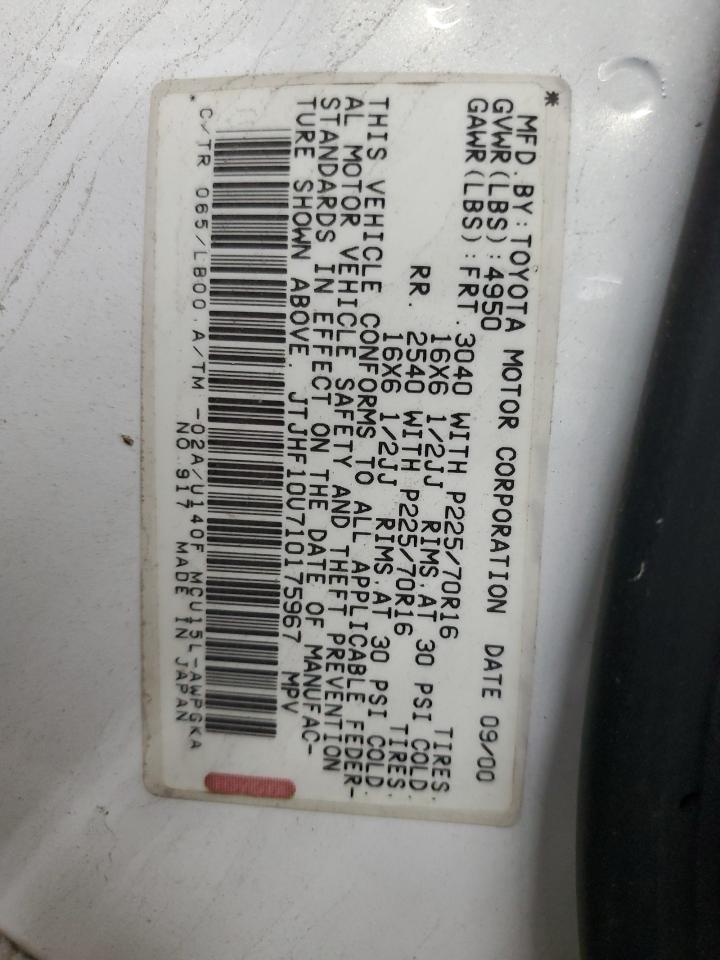 *
MFD.BY:TOYOTA MOTOR CORPORATION DATE 09/00
GVWR(LBS):4950
GAWR(LBS):FRT.3040 WITH P225/70R16 TIRES.
16X6 1/2JJ RIMS,AT 30 PSI COLD.
RR. 2540 WITH P225/70R16 TIRES.
16X6 1/2JJ RIMS,AT 30 PSI COLD.
THIS VEHICLE CONFORMS TO ALL APPLICABLE FEDER-
AL MOTOR VEHICLE SAFETY AND THEFT PREVENTION
STANDARDS IN EFFECT ON THE DATE OF MANUFAC-
TURE SHOWN ABOVE. JTJHF10U710175967 MPV
*
C/TR 065/LB00.A/TM -02A/U140F MCU15L-AWPGKA
NO.917 MADE IN JAPAN